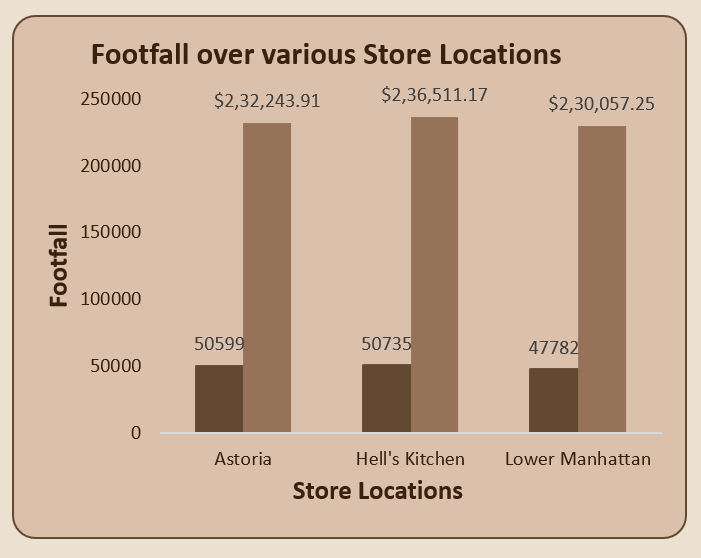 Footfall over various Store Locations
250000
200000
150000
100000
50000
0
Footfall
$2,32,243.91
$2,36,511.17
$2,30,057.25
50599
50735
47782
Astoria
Hell's Kitchen
Lower Manhattan
Store Locations